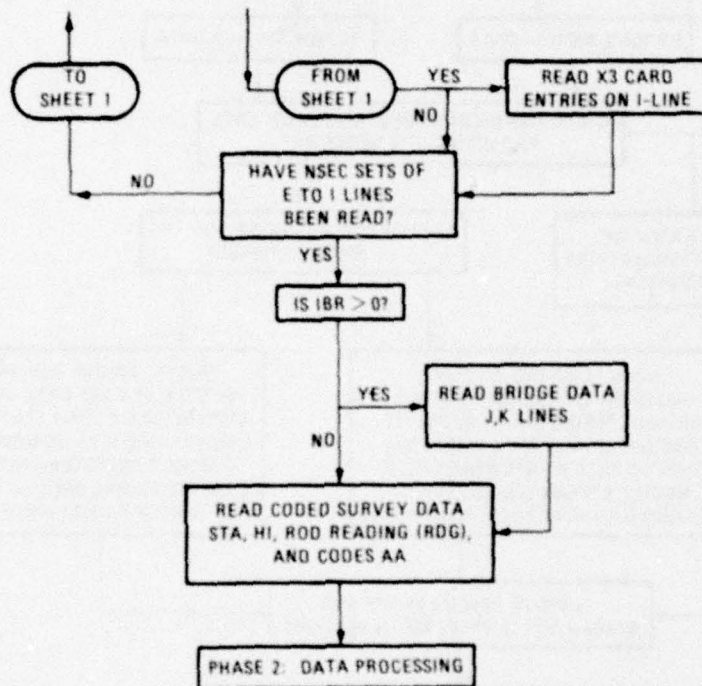 TO
SHEET 1
FROM
SHEET 1
YES
READ X3 CARD
ENTRIES ON I-LINE
NO
HAVE NSEC SETS OF
E TO I LINES
BEEN READ?
NO
YES
IS IBR > 0?
YES
READ BRIDGE DATA
J,K LINES
NO
READ CODED SURVEY DATA
STA, HI, ROD READING (RDG),
AND CODES AA
PHASE 2: DATA PROCESSING